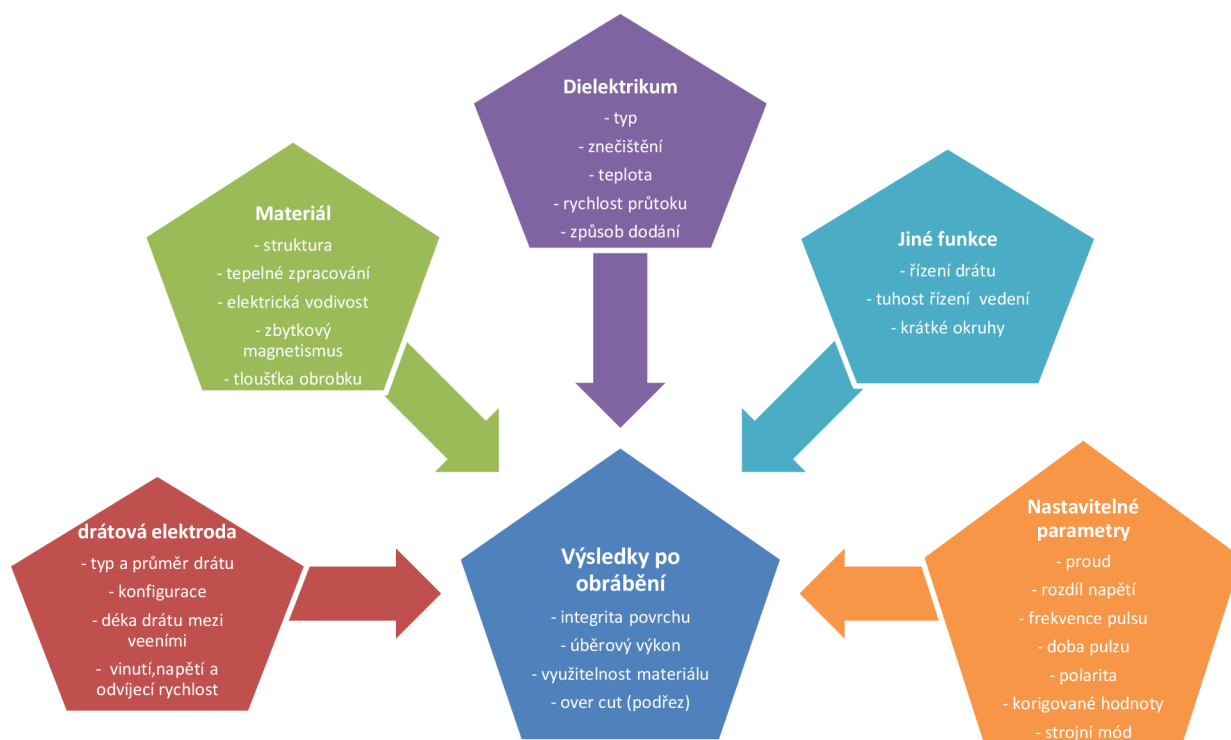 Dielektrikum
- typ
- znečištění
- teplota
- rychlost průtoku
- způsob dodání
Materiál
- struktura
- tepelné zpracování
- elektrická vodivost
- zbytkový
magnetismus
- tloušťka obrobku
Jiné funkce
- řízení drátu
- tuhost řízení  vedení
- krátké okruhy
drátová elektroda
- typ a průměr drátu
- konfigurace
- déka drátu mezi
veeními
-  vinutí,napětí a
odvíjecí rychlost
Výsledky po
obrábění
- integrita povrchu
- úběrový výkon
- využitelnost materiálu
- over cut (podřez)
Nastavitelné
parametry
- proud
- rozdíl napětí
- frekvence pulsu
- doba pulzu
- polarita
- korigované hodnoty
- strojní mód